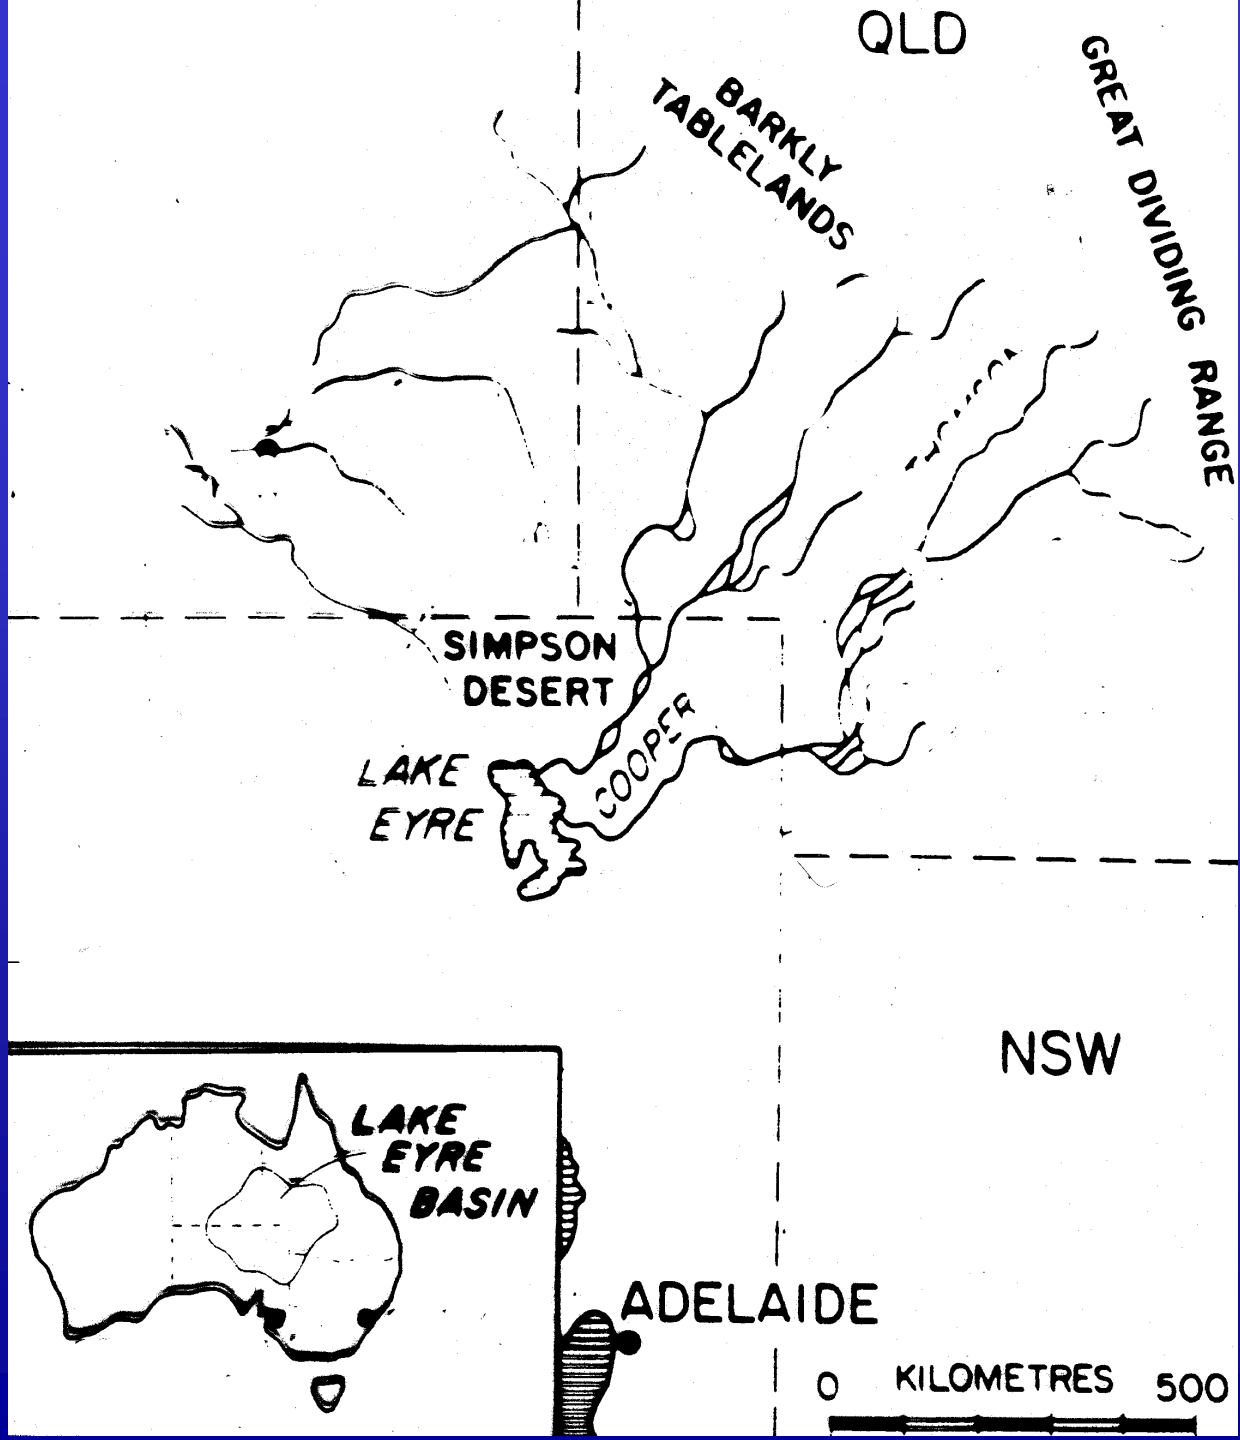 QLD
GREAT DIVIDING RANGE
BARKLY
TABLELANDS
SIMPSON
DESERT
COOPER
LAKE
EYRE
NSW
LAKE
EYRE
BASIN
ADELAIDE
0 KILOMETRES 500